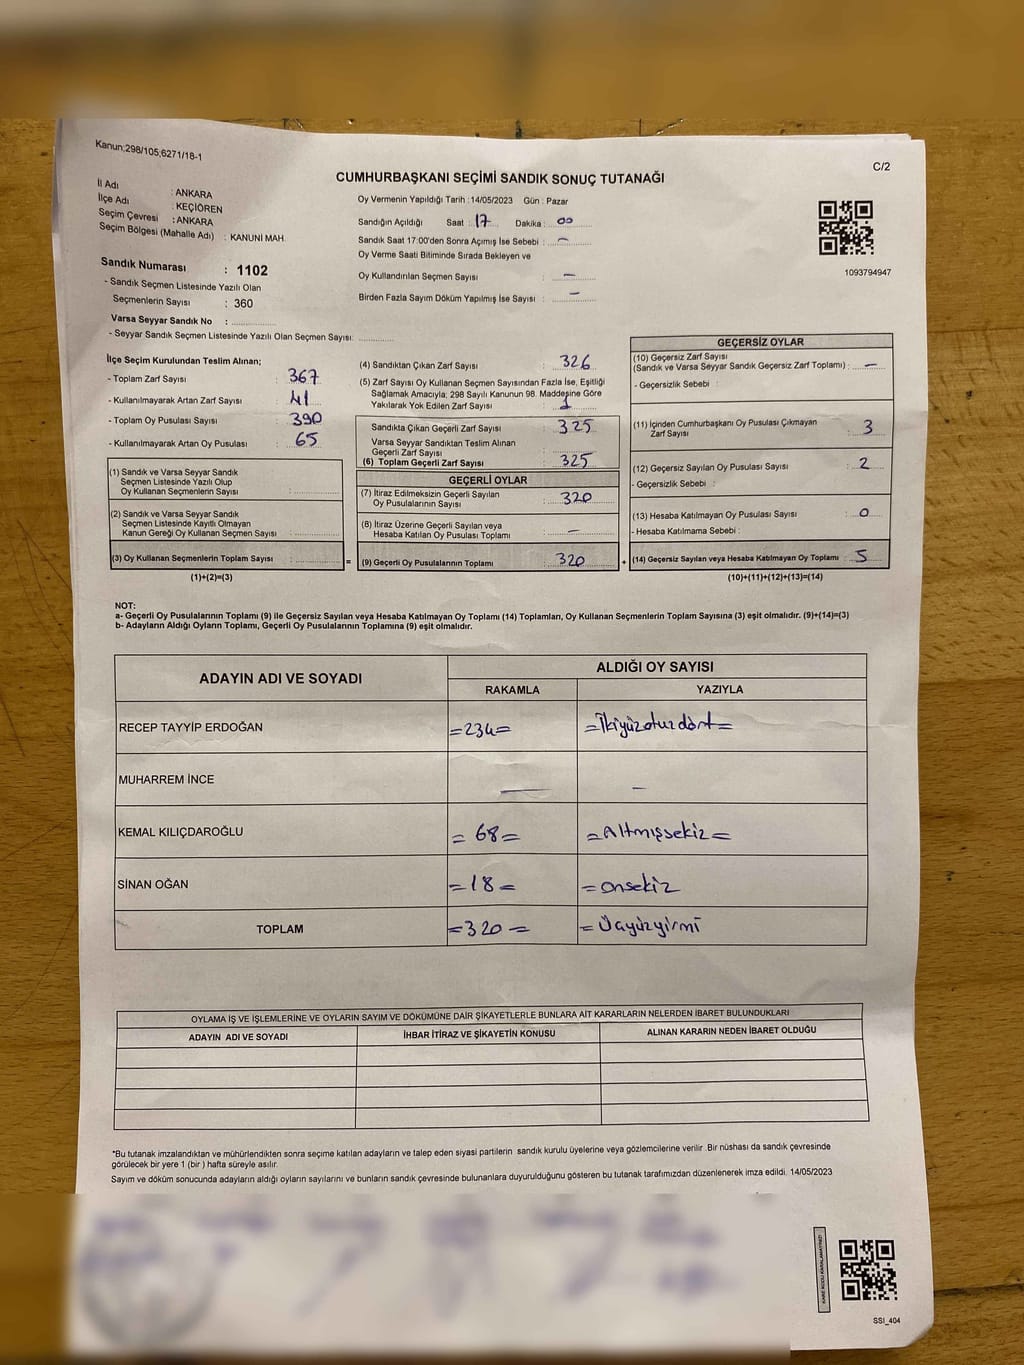 Kanun;298/105;6271/18-1
C/2
CUMHURBAŞKANI SEÇİMİ SANDIK SONUÇ TUTANAĞI
İl Adı : ANKARA
İlçe Adı : KEÇİÖREN
Seçim Çevresi : ANKARA
Seçim Bölgesi (Mahalle Adı) : KANUNİ MAH.
Oy Vermenin Yapıldığı Tarih :14/05/2023 Gün : Pazar
Sandığın Açıldığı Saat : 17 Dakika : 00
Sandık Saat 17:00'den Sonra Açımış İse Sebebi : –
Oy Verme Saati Bitiminde Sırada Bekleyen ve
Oy Kullandırılan Seçmen Sayısı : –
Birden Fazla Sayım Döküm Yapılmış İse Sayısı : –
1093794947
Sandık Numarası : 1102
- Sandık Seçmen Listesinde Yazılı Olan
Seçmenlerin Sayısı : 360
Varsa Seyyar Sandık No :
- Seyyar Sandık Seçmen Listesinde Yazılı Olan Seçmen Sayısı:
İlçe Seçim Kurulundan Teslim Alınan;
- Toplam Zarf Sayısı : 367
- Kullanılmayarak Artan Zarf Sayısı : 41
- Toplam Oy Pusulası Sayısı : 390
- Kullanılmayarak Artan Oy Pusulası : 65
(1) Sandık ve Varsa Seyyar Sandık
Seçmen Listesinde Yazılı Olup
Oy Kullanan Seçmenlerin Sayısı :
(2) Sandık ve Varsa Seyyar Sandık
Seçmen Listesinde Kayıtlı Olmayan
Kanun Gereği Oy Kullanan Seçmen Sayısı :
(3) Oy Kullanan Seçmenlerin Toplam Sayısı :
(1)+(2)=(3)
(4) Sandıktan Çıkan Zarf Sayısı : 326
(5) Zarf Sayısı Oy Kullanan Seçmen Sayısından Fazla İse, Eşitliği
Sağlamak Amacıyla; 298 Sayılı Kanunun 98. Maddesine Göre
Yakılarak Yok Edilen Zarf Sayısı : 1
Sandıkta Çıkan Geçerli Zarf Sayısı : 325
Varsa Seyyar Sandıktan Teslim Alınan
Geçerli Zarf Sayısı :
(6) Toplam Geçerli Zarf Sayısı : 325
GEÇERLİ OYLAR
(7) İtiraz Edilmeksizin Geçerli Sayılan
Oy Pusulalarının Sayısı : 320
(8) İtiraz Üzerine Geçerli Sayılan veya
Hesaba Katılan Oy Pusulası Toplamı : –
= (9) Geçerli Oy Pusulalarının Toplamı : 320 +
GEÇERSİZ OYLAR
(10) Geçersiz Zarf Sayısı
(Sandık ve Varsa Seyyar Sandık Geçersiz Zarf Toplamı) : –
- Geçersizlik Sebebi :
(11) İçinden Cumhurbaşkanı Oy Pusulası Çıkmayan
Zarf Sayısı : 3
(12) Geçersiz Sayılan Oy Pusulası Sayısı : 2
- Geçersizlik Sebebi :
(13) Hesaba Katılmayan Oy Pusulası Sayısı : 0
- Hesaba Katılmama Sebebi :
(14) Geçersiz Sayılan veya Hesaba Katılmayan Oy Toplamı : 5
(10)+(11)+(12)+(13)=(14)
NOT:
a- Geçerli Oy Pusulalarının Toplamı (9) ile Geçersiz Sayılan veya Hesaba Katılmayan Oy Toplamı (14) Toplamları, Oy Kullanan Seçmenlerin Toplam Sayısına (3) eşit olmalıdır. (9)+(14)=(3)
b- Adayların Aldığı Oyların Toplamı, Geçerli Oy Pusulalarının Toplamına (9) eşit olmalıdır.
ADAYIN ADI VE SOYADI ALDIĞI OY SAYISI
RAKAMLA YAZIYLA
RECEP TAYYİP ERDOĞAN =234= =İkiyüzotuzdört=
MUHARREM İNCE — –
KEMAL KILIÇDAROĞLU = 68 = =Altmışsekiz=
SİNAN OĞAN =18= =onsekiz
TOPLAM =320= =Üçyüzyirmi
OYLAMA İŞ VE İŞLEMLERİNE VE OYLARIN SAYIM VE DÖKÜMÜNE DAİR ŞİKAYETLERLE BUNLARA AİT KARARLARIN NELERDEN İBARET BULUNDUKLARI
ADAYIN ADI VE SOYADI İHBAR İTİRAZ VE ŞİKAYETİN KONUSU ALINAN KARARIN NEDEN İBARET OLDUĞU
*Bu tutanak imzalandıktan ve mühürlendikten sonra seçime katılan adayların ve talep eden siyasi partilerin sandık kurulu üyelerine veya gözlemcilerine verilir. Bir nüshası da sandık çevresinde
görülecek bir yere 1 (bir ) hafta süreyle asılır.
Sayım ve döküm sonucunda adayların aldığı oyların sayılarını ve bunların sandık çevresinde bulunanlara duyurulduğunu gösteren bu tutanak tarafımızdan düzenlenerek imza edildi. 14/05/2023
SSI_404